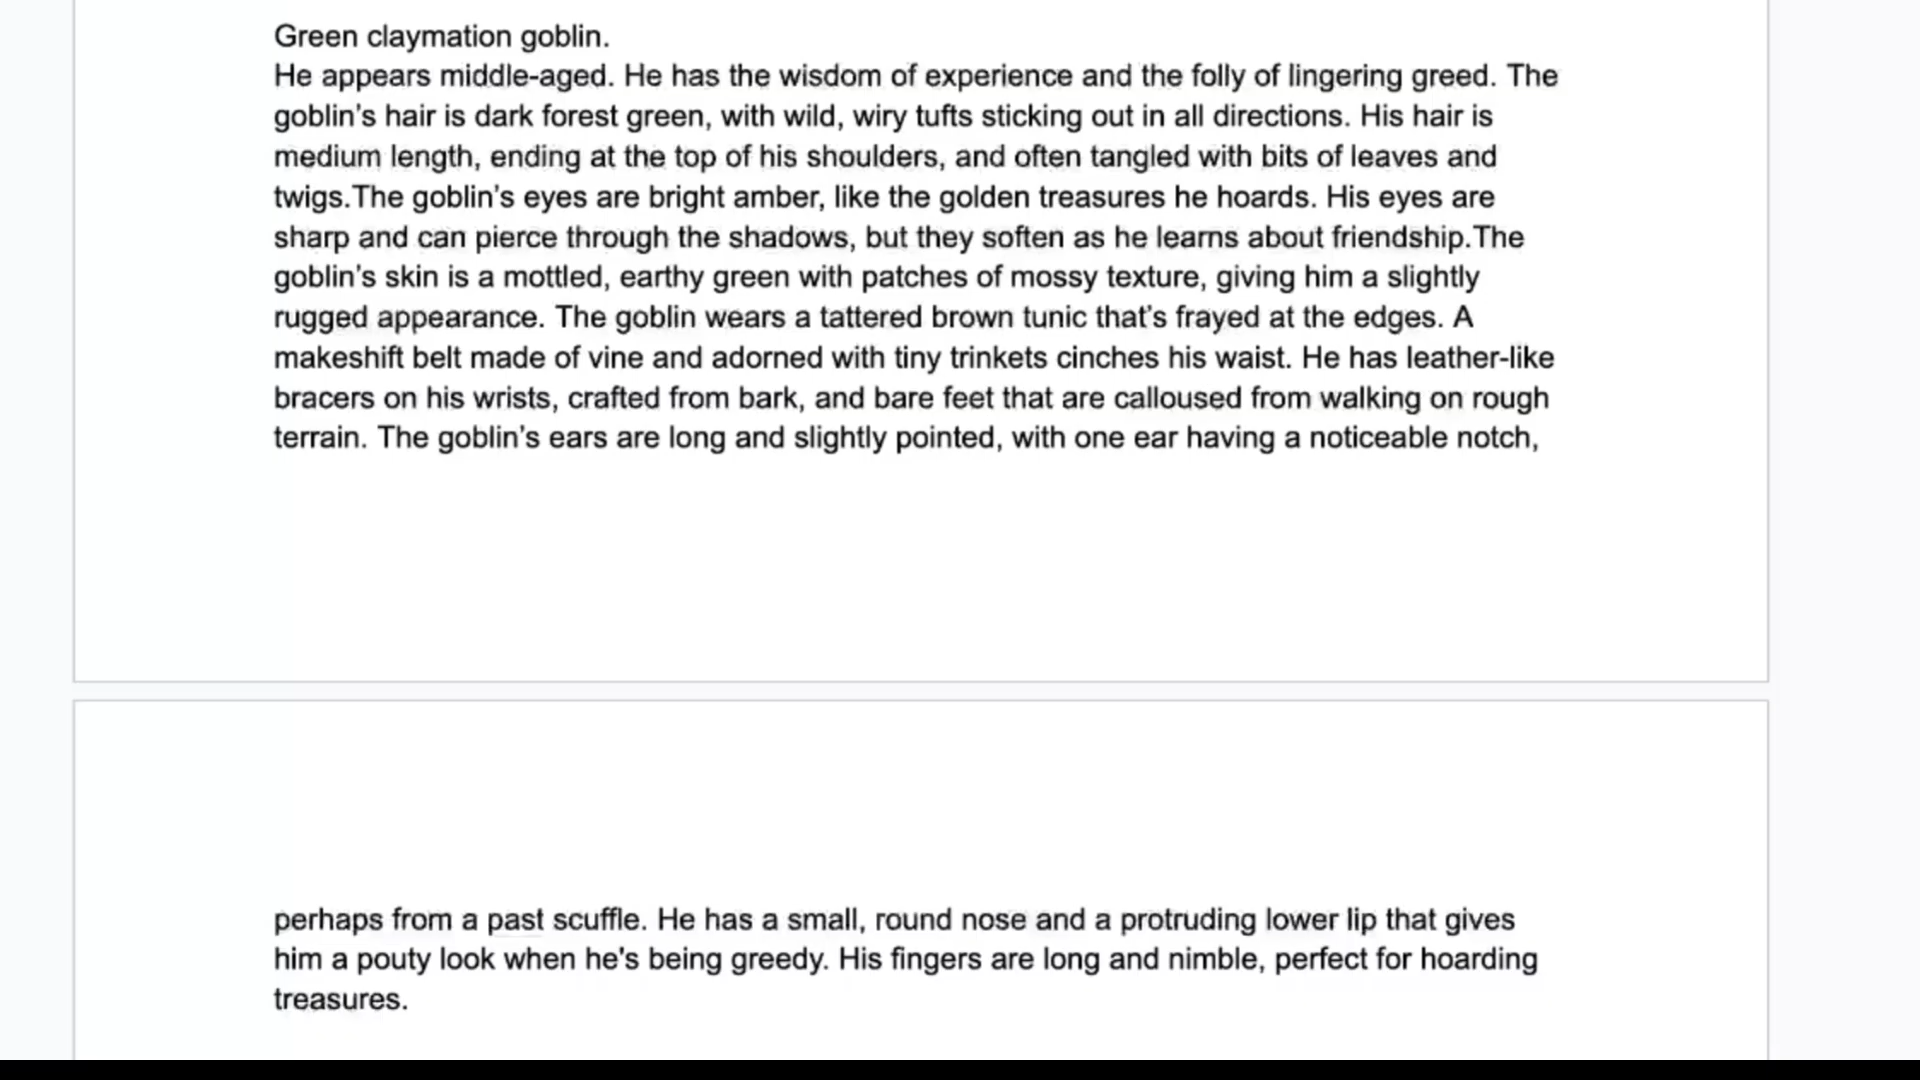 Green claymation goblin.
He appears middle-aged. He has the wisdom of experience and the folly of lingering greed. The
goblin's hair is dark forest green, with wild, wiry tufts sticking out in all directions. His hair is
medium length, ending at the top of his shoulders, and often tangled with bits of leaves and
twigs.The goblin's eyes are bright amber, like the golden treasures he hoards. His eyes are
sharp and can pierce through the shadows, but they soften as he learns about friendship.The
goblin's skin is a mottled, earthy green with patches of mossy texture, giving him a slightly
rugged appearance. The goblin wears a tattered brown tunic that's frayed at the edges. A
makeshift belt made of vine and adorned with tiny trinkets cinches his waist. He has leather-like
bracers on his wrists, crafted from bark, and bare feet that are calloused from walking on rough
terrain. The goblin's ears are long and slightly pointed, with one ear having a noticeable notch,
perhaps from a past scuffle. He has a small, round nose and a protruding lower lip that gives
him a pouty look when he's being greedy. His fingers are long and nimble, perfect for hoarding
treasures.